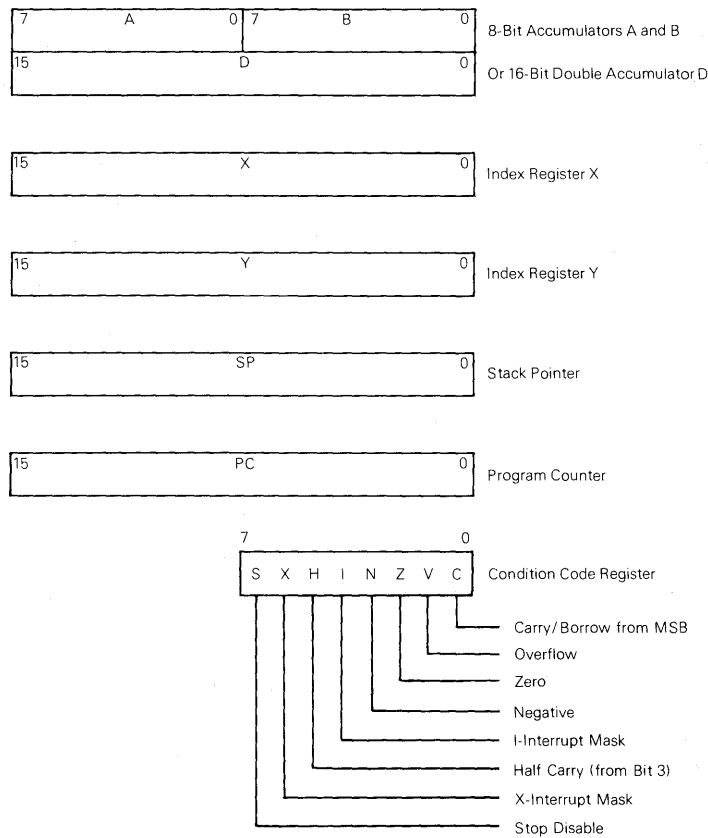 7 A 0 7 B 0
8-Bit Accumulators A and B
15 D 0
Or 16-Bit Double Accumulator D
15 X 0
Index Register X
15 Y 0
Index Register Y
15 SP 0
Stack Pointer
15 PC 0
Program Counter
7 0
S X H I N Z V C
Condition Code Register
Carry/Borrow from MSB
Overflow
Zero
Negative
I-Interrupt Mask
Half Carry (from Bit 3)
X-Interrupt Mask
Stop Disable